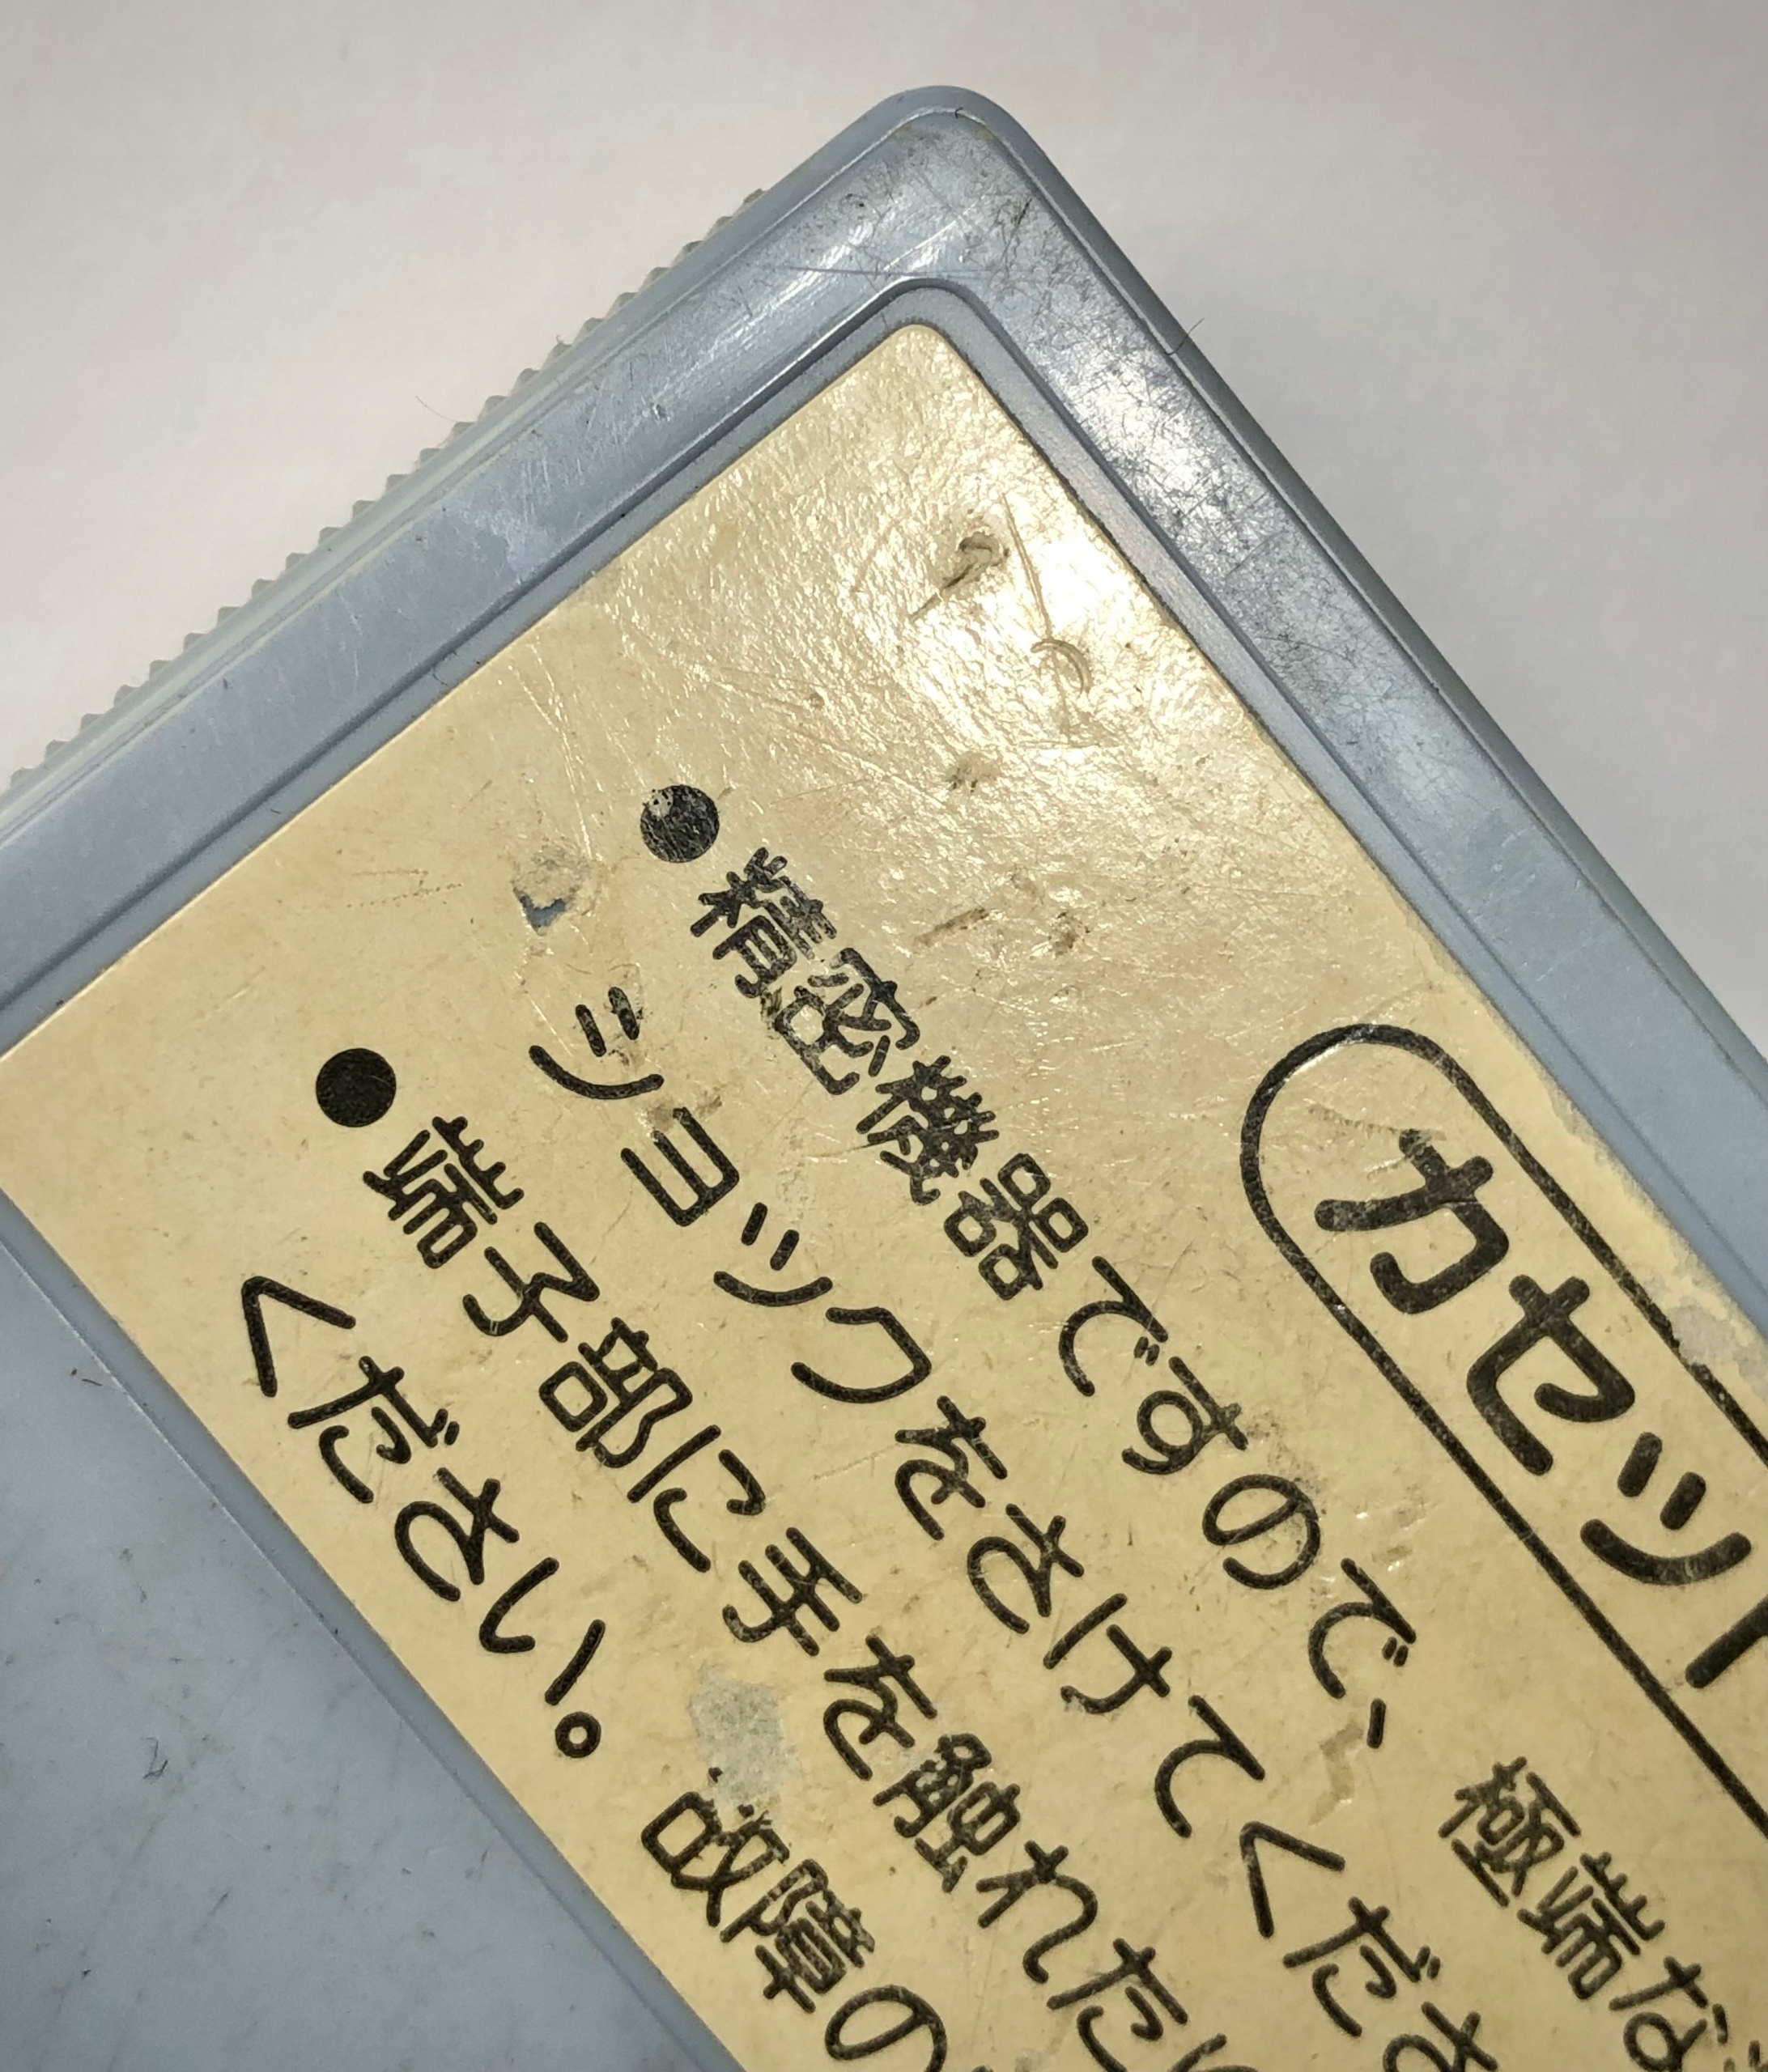 カセット
●精密機器ですので、極端な
ショックをさけてくださ
●端子部に手を触れたり
ください。故障の